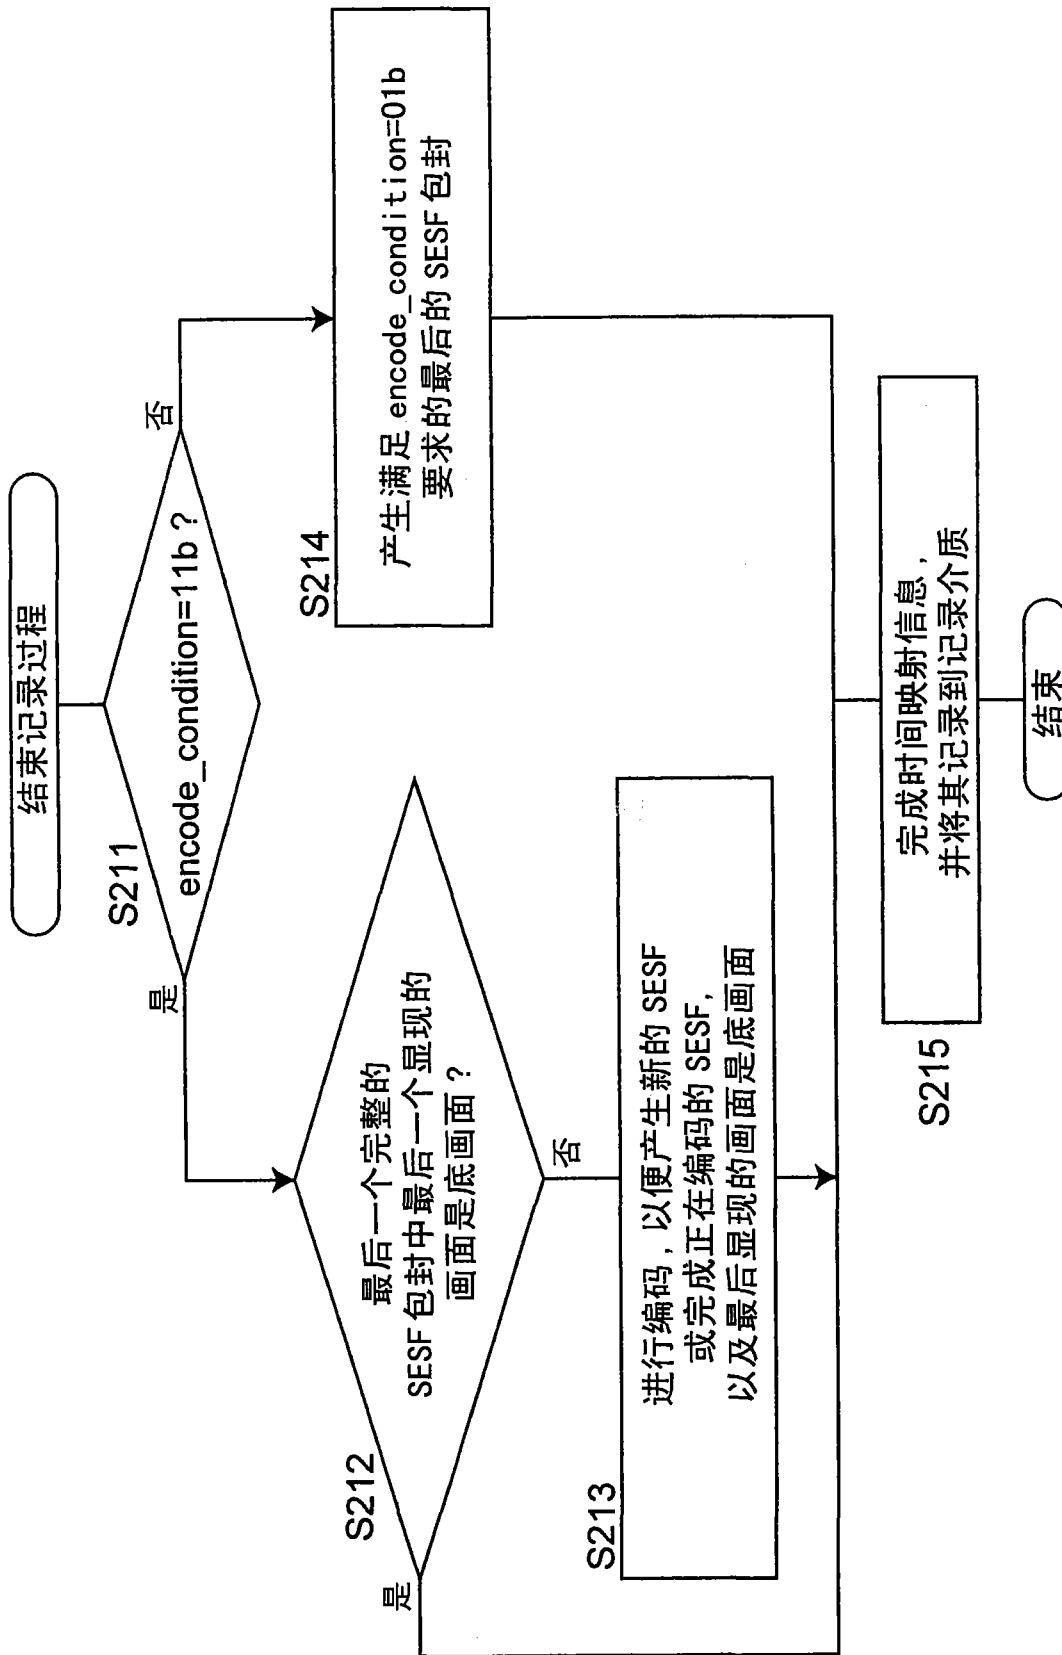 结束记录过程
S211
encode_condition=11b？
是
否
S212
最后一个完整的
SESF 包封中最后一个显现的
画面是底画面？
是
否
S213
进行编码，以便产生新的 SESF
或完成正在编码的 SESF,
以及最后显现的画面是底画面
S214
产生满足 encode_condition=01b
要求的最后的 SESF 包封
S215
完成时间映射信息，
并将其记录到记录介质
结束